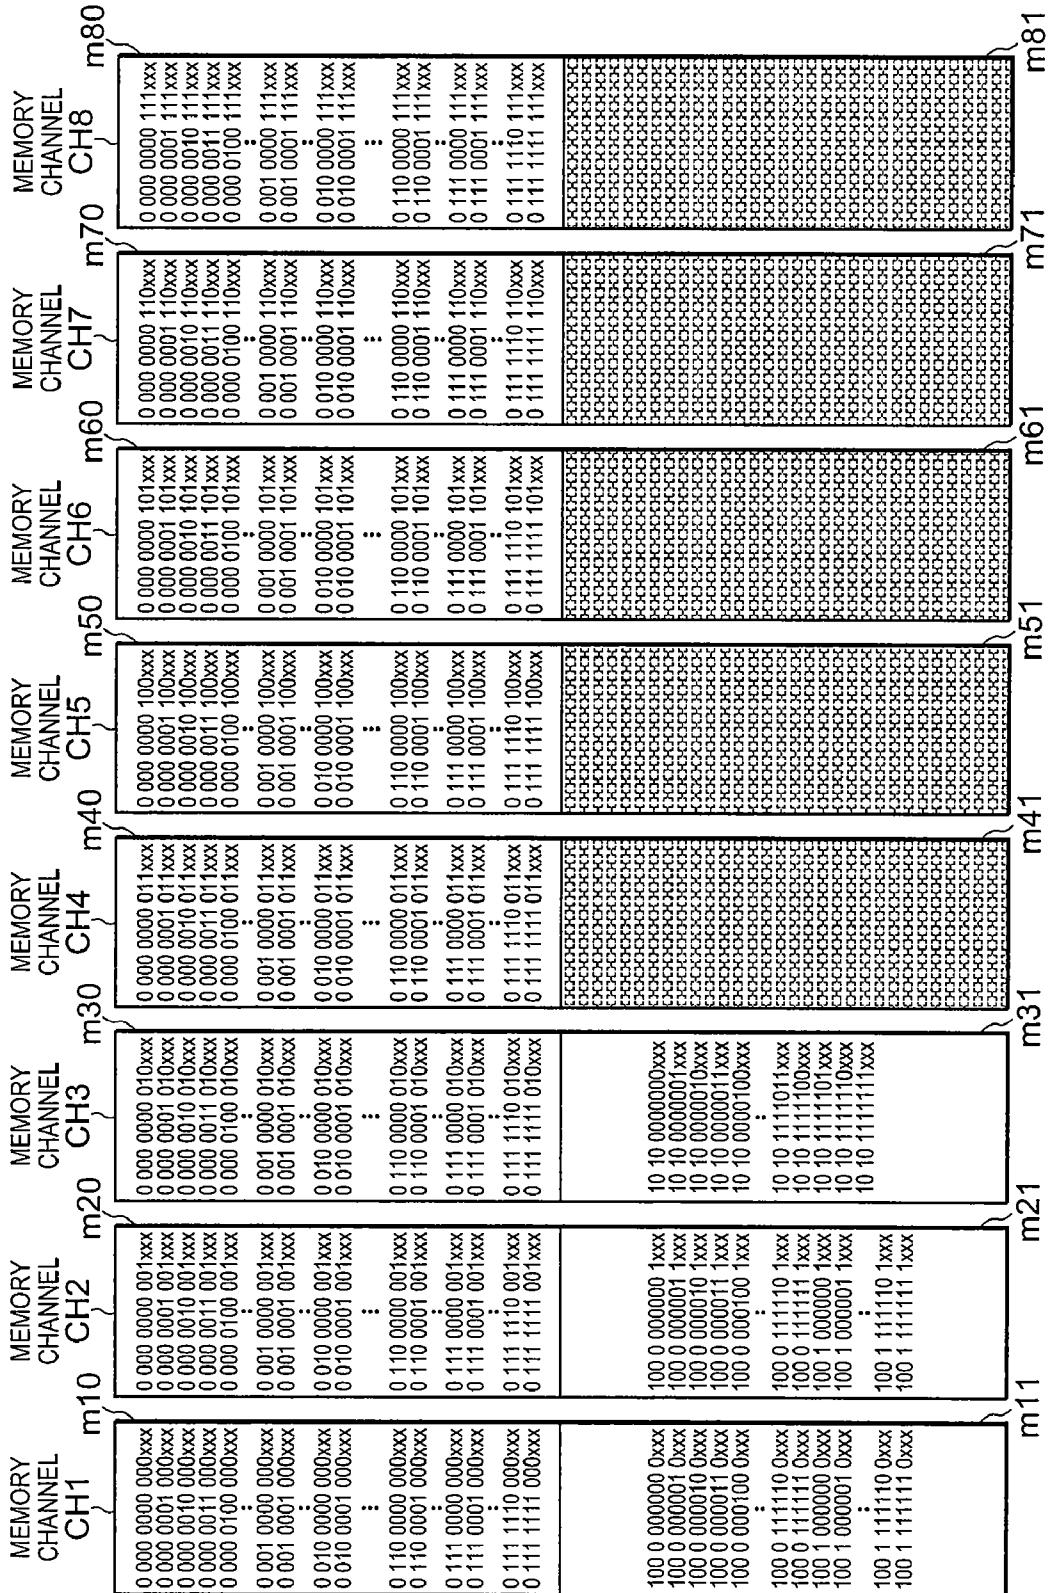 MEMORY
CHANNEL
CH1
m10
0 000 0000 000xxx
0 000 0001 000xxx
0 000 0010 000xxx
0 000 0011 000xxx
0 000 0100 000xxx
0 001 0000 000xxx
0 001 0001 000xxx
0 010 0000 000xxx
0 010 0001 000xxx
0 110 0000 000xxx
0 110 0001 000xxx
0 111 0000 000xxx
0 111 0001 000xxx
0 111 1110 000xxx
0 111 1111 000xxx
100 0 000000 0xxx
100 0 000001 0xxx
100 0 000010 0xxx
100 0 000011 0xxx
100 0 000100 0xxx
100 0 111110 0xxx
100 0 111111 0xxx
100 1 000000 0xxx
100 1 000001 0xxx
100 1 111110 0xxx
100 1 111111 0xxx
m11
MEMORY
CHANNEL
CH2
m20
0 000 0000 001xxx
0 000 0001 001xxx
0 000 0010 001xxx
0 000 0011 001xxx
0 000 0100 001xxx
0 001 0000 001xxx
0 001 0001 001xxx
0 010 0000 001xxx
0 010 0001 001xxx
0 110 0000 001xxx
0 110 0001 001xxx
0 111 0000 001xxx
0 111 0001 001xxx
0 111 1110 001xxx
0 111 1111 001xxx
100 0 000000 1xxx
100 0 000001 1xxx
100 0 000010 1xxx
100 0 000011 1xxx
100 0 000100 1xxx
100 0 111110 1xxx
100 0 111111 1xxx
100 1 000000 1xxx
100 1 000001 1xxx
100 1 111110 1xxx
100 1 111111 1xxx
m21
MEMORY
CHANNEL
CH3
m30
0 000 0000 010xxx
0 000 0001 010xxx
0 000 0010 010xxx
0 000 0011 010xxx
0 000 0100 010xxx
0 001 0000 010xxx
0 001 0001 010xxx
0 010 0000 010xxx
0 010 0001 010xxx
0 110 0000 010xxx
0 110 0001 010xxx
0 111 0000 010xxx
0 111 0001 010xxx
0 111 1110 010xxx
0 111 1111 010xxx
10 10 0000000xxx
10 10 0000001xxx
10 10 0000010xxx
10 10 0000011xxx
10 10 0000100xxx
10 10 1111011xxx
10 10 1111100xxx
10 10 1111101xxx
10 10 1111110xxx
10 10 1111111xxx
m31
MEMORY
CHANNEL
CH4
m40
0 000 0000 011xxx
0 000 0001 011xxx
0 000 0010 011xxx
0 000 0011 011xxx
0 000 0100 011xxx
0 001 0000 011xxx
0 001 0001 011xxx
0 010 0000 011xxx
0 010 0001 011xxx
0 110 0000 011xxx
0 110 0001 011xxx
0 111 0000 011xxx
0 111 0001 011xxx
0 111 1110 011xxx
0 111 1111 011xxx
m41
MEMORY
CHANNEL
CH5
m50
0 000 0000 100xxx
0 000 0001 100xxx
0 000 0010 100xxx
0 000 0011 100xxx
0 000 0100 100xxx
0 001 0000 100xxx
0 001 0001 100xxx
0 010 0000 100xxx
0 010 0001 100xxx
0 110 0000 100xxx
0 110 0001 100xxx
0 111 0000 100xxx
0 111 0001 100xxx
0 111 1110 100xxx
0 111 1111 100xxx
m51
MEMORY
CHANNEL
CH6
m60
0 000 0000 101xxx
0 000 0001 101xxx
0 000 0010 101xxx
0 000 0011 101xxx
0 000 0100 101xxx
0 001 0000 101xxx
0 001 0001 101xxx
0 010 0000 101xxx
0 010 0001 101xxx
0 110 0000 101xxx
0 110 0001 101xxx
0 111 0000 101xxx
0 111 0001 101xxx
0 111 1110 101xxx
0 111 1111 101xxx
m61
MEMORY
CHANNEL
CH7
m70
0 000 0000 110xxx
0 000 0001 110xxx
0 000 0010 110xxx
0 000 0011 110xxx
0 000 0100 110xxx
0 001 0000 110xxx
0 001 0001 110xxx
0 010 0000 110xxx
0 010 0001 110xxx
0 110 0000 110xxx
0 110 0001 110xxx
0 111 0000 110xxx
0 111 0001 110xxx
0 111 1110 110xxx
0 111 1111 110xxx
m71
MEMORY
CHANNEL
CH8
m80
0 000 0000 111xxx
0 000 0001 111xxx
0 000 0010 111xxx
0 000 0011 111xxx
0 000 0100 111xxx
0 001 0000 111xxx
0 001 0001 111xxx
0 010 0000 111xxx
0 010 0001 111xxx
0 110 0000 111xxx
0 110 0001 111xxx
0 111 0000 111xxx
0 111 0001 111xxx
0 111 1110 111xxx
0 111 1111 111xxx
m81